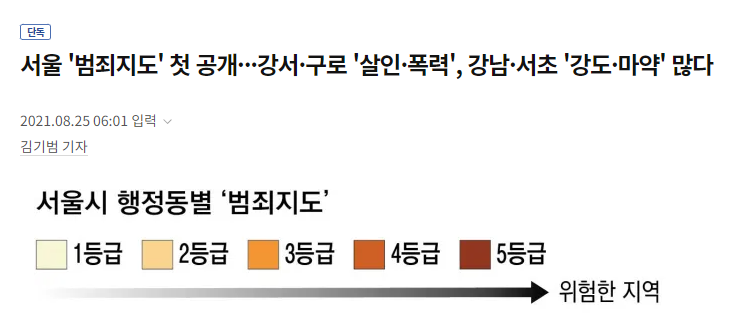 단독
서울 '범죄지도' 첫 공개…강서·구로 '살인·폭력', 강남·서초 '강도·마약' 많다
2021.08.25 06:01 입력
김기범 기자
서울시 행정동별 ‘범죄지도’
1등급 2등급 3등급 4등급 5등급
위험한 지역